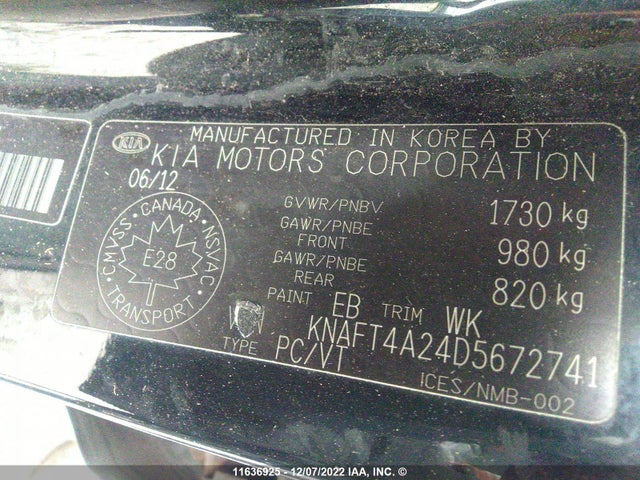 KIA
MANUFACTURED IN KOREA BY
KIA MOTORS CORPORATION
06/12
GVWR/PNBV 1730 kg
GAWR/PNBE FRONT 980 kg
GAWR/PNBE REAR 820 kg
CMVSS · CANADA · NSVAC
E28
TRANSPORT
PAINT EB TRIM WK
KNAFT4A24D5672741
TYPE PC/VT
ICES/NMB-002
11636925 - 12/07/2022 IAA, INC. ©